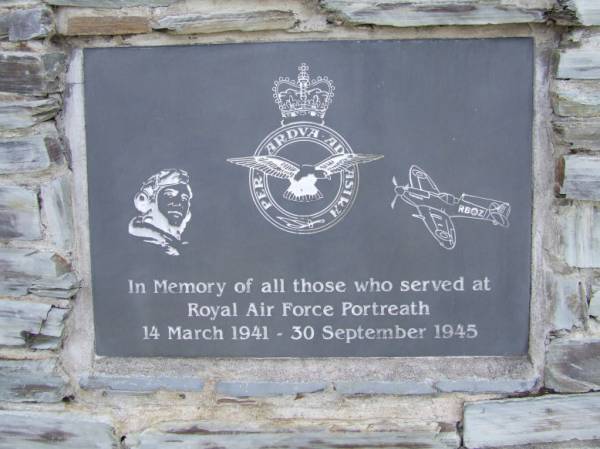 PER ARDVA AD ASTRA
RBOZ
In Memory of all those who served at
Royal Air Force Portreath
14 March 1941 - 30 September 1945